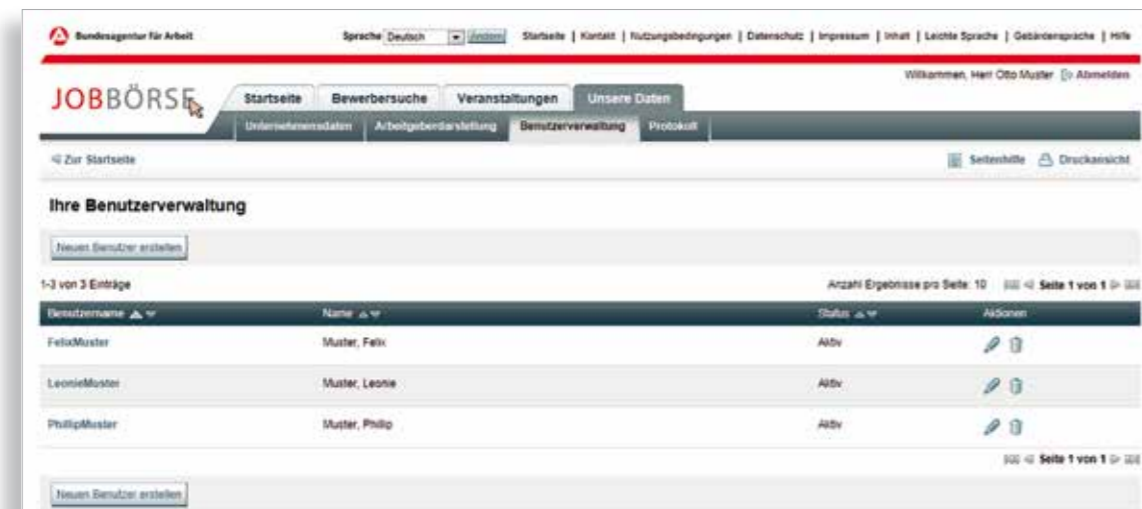 Bundesagentur für Arbeit Sprache Deutsch Ändern Startseite | Kontakt | Nutzungsbedingungen | Datenschutz | Impressum | Inhalt | Leichte Sprache | Gebärdensprache | Hilfe
Willkommen, Herr Otto Muster Abmelden
JOBBÖRSE Startseite Bewerbersuche Veranstaltungen Unsere Daten
Unternehmensdaten Arbeitgeberdarstellung Benutzerverwaltung Protokoll
Zur Startseite Seitenhilfe Druckansicht
Ihre Benutzerverwaltung
Neuen Benutzer erstellen
1-3 von 3 Einträge Anzahl Ergebnisse pro Seite: 10 Seite 1 von 1
Benutzername Name Status Aktionen
FelixMuster Muster, Felix Aktiv
LeonieMuster Muster, Leonie Aktiv
PhillipMuster Muster, Phillip Aktiv
Seite 1 von 1
Neuen Benutzer erstellen